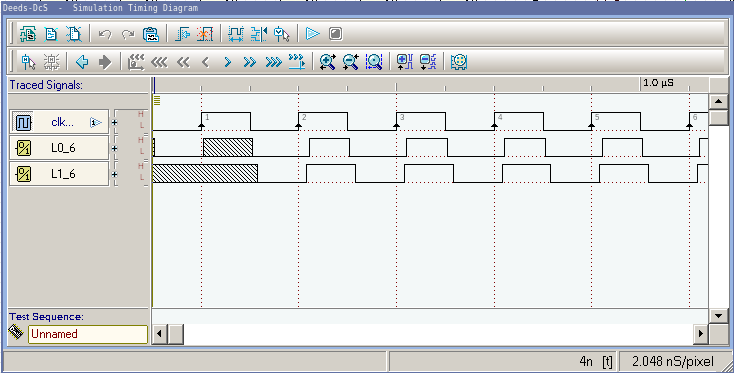 Deeds-DcS - Simulation Timing Diagram
Traced Signals:
1.0 µS
clk...
H
L
1
2
3
4
5
6
L0_6
H
L
L1_6
H
L
Test Sequence:
Unnamed
4n [t]
2.048 nS/pixel